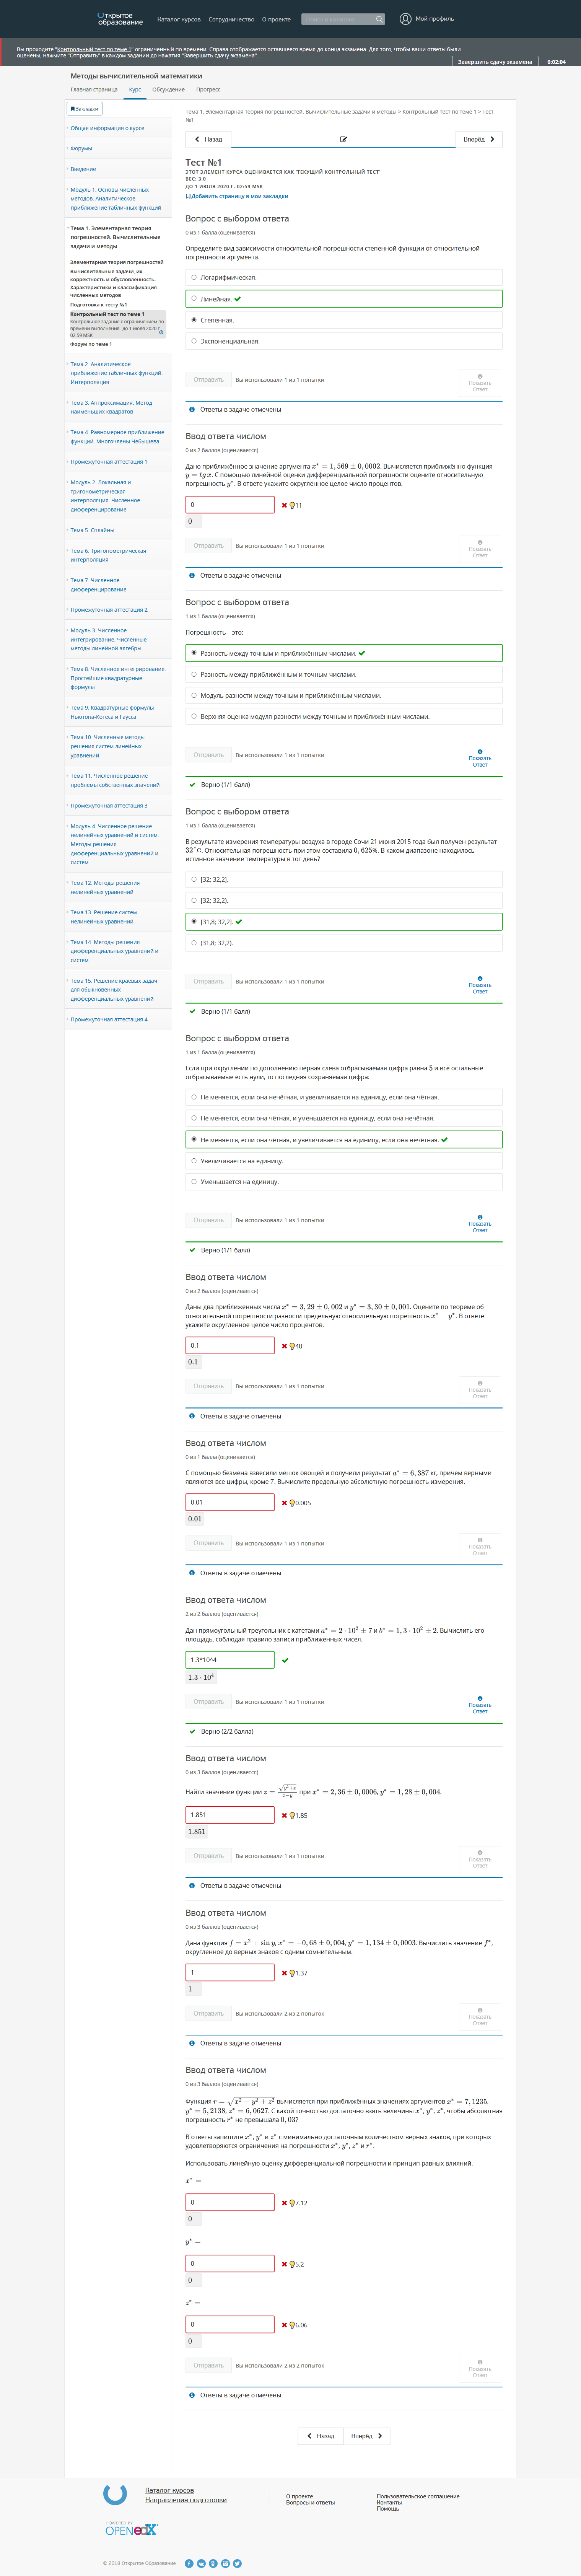 Открытое образование
Каталог курсов
Сотрудничество
О проекте
Поиск в каталоге
Мой профиль
Вы проходите "Контрольный тест по теме 1" ограниченный по времени. Справа отображается оставшееся время до конца экзамена. Для того, чтобы ваши ответы были
оценены, нажмите "Отправить" в каждом задании до нажатия "Завершить сдачу экзамена".
Завершить сдачу экзамена
0:02:04
Методы вычислительной математики
Главная страница
Курс
Обсуждение
Прогресс
Закладки
Общая информация о курсе
Форумы
Введение
Модуль 1. Основы численных
методов. Аналитическое
приближение табличных функций
Тема 1. Элементарная теория
погрешностей. Вычислительные
задачи и методы
Элементарная теория погрешностей
Вычислительные задачи, их
корректность и обусловленность.
Характеристики и классификация
численных методов
Подготовка к тесту №1
Контрольный тест по теме 1
Контрольное задание с ограничением по
времени выполнения до 1 июля 2020 г.,
02:59 MSK
Форум по теме 1
Тема 2. Аналитическое
приближение табличных функций.
Интерполяция
Тема 3. Аппроксимация. Метод
наименьших квадратов
Тема 4. Равномерное приближение
функций. Многочлены Чебышева
Промежуточная аттестация 1
Модуль 2. Локальная и
тригонометрическая
интерполяция. Численное
дифференцирование
Тема 5. Сплайны
Тема 6. Тригонометрическая
интерполяция
Тема 7. Численное
дифференцирование
Промежуточная аттестация 2
Модуль 3. Численное
интегрирование. Численные
методы линейной алгебры
Тема 8. Численное интегрирование.
Простейшие квадратурные
формулы
Тема 9. Квадратурные формулы
Ньютона-Котеса и Гаусса
Тема 10. Численные методы
решения систем линейных
уравнений
Тема 11. Численное решение
проблемы собственных значений
Промежуточная аттестация 3
Модуль 4. Численное решение
нелинейных уравнений и систем.
Методы решения
дифференциальных уравнений и
систем
Тема 12. Методы решения
нелинейных уравнений
Тема 13. Решение систем
нелинейных уравнений
Тема 14. Методы решения
дифференциальных уравнений и
систем
Тема 15. Решение краевых задач
для обыкновенных
дифференциальных уравнений
Промежуточная аттестация 4
Тема 1. Элементарная теория погрешностей. Вычислительные задачи и методы > Контрольный тест по теме 1 > Тест
№1
Назад
Вперёд
Тест №1
ЭТОТ ЭЛЕМЕНТ КУРСА ОЦЕНИВАЕТСЯ КАК 'ТЕКУЩИЙ КОНТРОЛЬНЫЙ ТЕСТ'
ВЕС: 3.0
ДО 1 ИЮЛЯ 2020 Г, 02:59 MSK
Добавить страницу в мои закладки
Вопрос с выбором ответа
0 из 1 балла (оценивается)
Определите вид зависимости относительной погрешности степенной функции от относительной
погрешности аргумента.
Логарифмическая.
Линейная.
Степенная.
Экспоненциальная.
Отправить
Вы использовали 1 из 1 попытки
Показать
Ответ
Ответы в задаче отмечены
Ввод ответа числом
0 из 2 баллов (оценивается)
Дано приближённое значение аргумента x* = 1,569 ± 0,0002. Вычисляется приближённо функция
y = tg x. С помощью линейной оценки дифференциальной погрешности оцените относительную
погрешность y*. В ответе укажите округлённое целое число процентов.
0
11
0
Отправить
Вы использовали 1 из 1 попытки
Показать
Ответ
Ответы в задаче отмечены
Вопрос с выбором ответа
1 из 1 балла (оценивается)
Погрешность – это:
Разность между точным и приближённым числами.
Разность между приближённым и точным числами.
Модуль разности между точным и приближёнными числами.
Верхняя оценка модуля разности между точным и приближёнными числами.
Отправить
Вы использовали 1 из 1 попытки
Показать
Ответ
Верно (1/1 балл)
Вопрос с выбором ответа
1 из 1 балла (оценивается)
В результате измерения температуры воздуха в городе Сочи 21 июня 2015 года был получен результат
32°C. Относительная погрешность при этом составила 0,625%. В каком диапазоне находилось
истинное значение температуры в тот день?
[32; 32,2].
[32; 32,2).
[31,8; 32,2].
(31,8; 32,2).
Отправить
Вы использовали 1 из 1 попытки
Показать
Ответ
Верно (1/1 балл)
Вопрос с выбором ответа
1 из 1 балла (оценивается)
Если при округлении по дополнению первая слева отбрасываемая цифра равна 5 и все остальные
отбрасываемые есть нули, то последняя сохраняемая цифра:
Не меняется, если она нечётная, и увеличивается на единицу, если она чётная.
Не меняется, если она чётная, и уменьшается на единицу, если она нечётная.
Не меняется, если она чётная, и увеличивается на единицу, если она нечётная.
Увеличивается на единицу.
Уменьшается на единицу.
Отправить
Вы использовали 1 из 1 попытки
Показать
Ответ
Верно (1/1 балл)
Ввод ответа числом
0 из 2 баллов (оценивается)
Даны два приближённых числа x* = 3,29 ± 0,002 и y* = 3,30 ± 0,001. Оцените по теореме об
относительной погрешности разности предельную относительную погрешность x* − y*. В ответе
укажите округлённое целое число процентов.
0.1
40
0.1
Отправить
Вы использовали 1 из 1 попытки
Показать
Ответ
Ответы в задаче отмечены
Ввод ответа числом
0 из 1 балла (оценивается)
С помощью безмена взвесили мешок овощей и получили результат a* = 6,387 кг, причем верными
являются все цифры, кроме 7. Вычислите предельную абсолютную погрешность измерения.
0.01
0.005
0.01
Отправить
Вы использовали 1 из 1 попытки
Показать
Ответ
Ответы в задаче отмечены
Ввод ответа числом
2 из 2 баллов (оценивается)
Дан прямоугольный треугольник с катетами a* = 2 · 10² ± 7 и b* = 1,3 · 10² ± 2. Вычислить его
площадь, соблюдая правило записи приближенных чисел.
1.3*10^4
1.3 · 10⁴
Отправить
Вы использовали 1 из 1 попытки
Показать
Ответ
Верно (2/2 балла)
Ввод ответа числом
0 из 3 баллов (оценивается)
Найти значение функции z = √(y²+x)/(x−y) при x* = 2,36 ± 0,0006, y* = 1,28 ± 0,004.
1.851
1.85
1.851
Отправить
Вы использовали 1 из 1 попытки
Показать
Ответ
Ответы в задаче отмечены
Ввод ответа числом
0 из 3 баллов (оценивается)
Дана функция f = x² + sin y, x* = −0,68 ± 0,004, y* = 1,134 ± 0,0003. Вычислить значение f*,
округленное до верных знаков с одним сомнительным.
1
1,37
1
Отправить
Вы использовали 2 из 2 попыток
Показать
Ответ
Ответы в задаче отмечены
Ввод ответа числом
0 из 3 баллов (оценивается)
Функция r = √(x² + y² + z²) вычисляется при приближённых значениях аргументов x* = 7,1235,
y* = 5,2138, z* = 6,0627. С какой точностью достаточно взять величины x*, y*, z*, чтобы абсолютная
погрешность r* не превышала 0,03?
В ответы запишите x*, y* и z* с минимально достаточным количеством верных знаков, при которых
удовлетворяются ограничения на погрешности x*, y*, z* и r*.
Использовать линейную оценку дифференциальной погрешности и принцип равных влияний.
x* =
0
7.12
0
y* =
0
5,2
0
z* =
0
6.06
0
Отправить
Вы использовали 2 из 2 попыток
Показать
Ответ
Ответы в задаче отмечены
Назад
Вперёд
Каталог курсов
Направления подготовки
О проекте
Вопросы и ответы
Пользовательское соглашение
Контакты
Помощь
POWERED BY
OPEN edX
© 2018 Открытое Образование